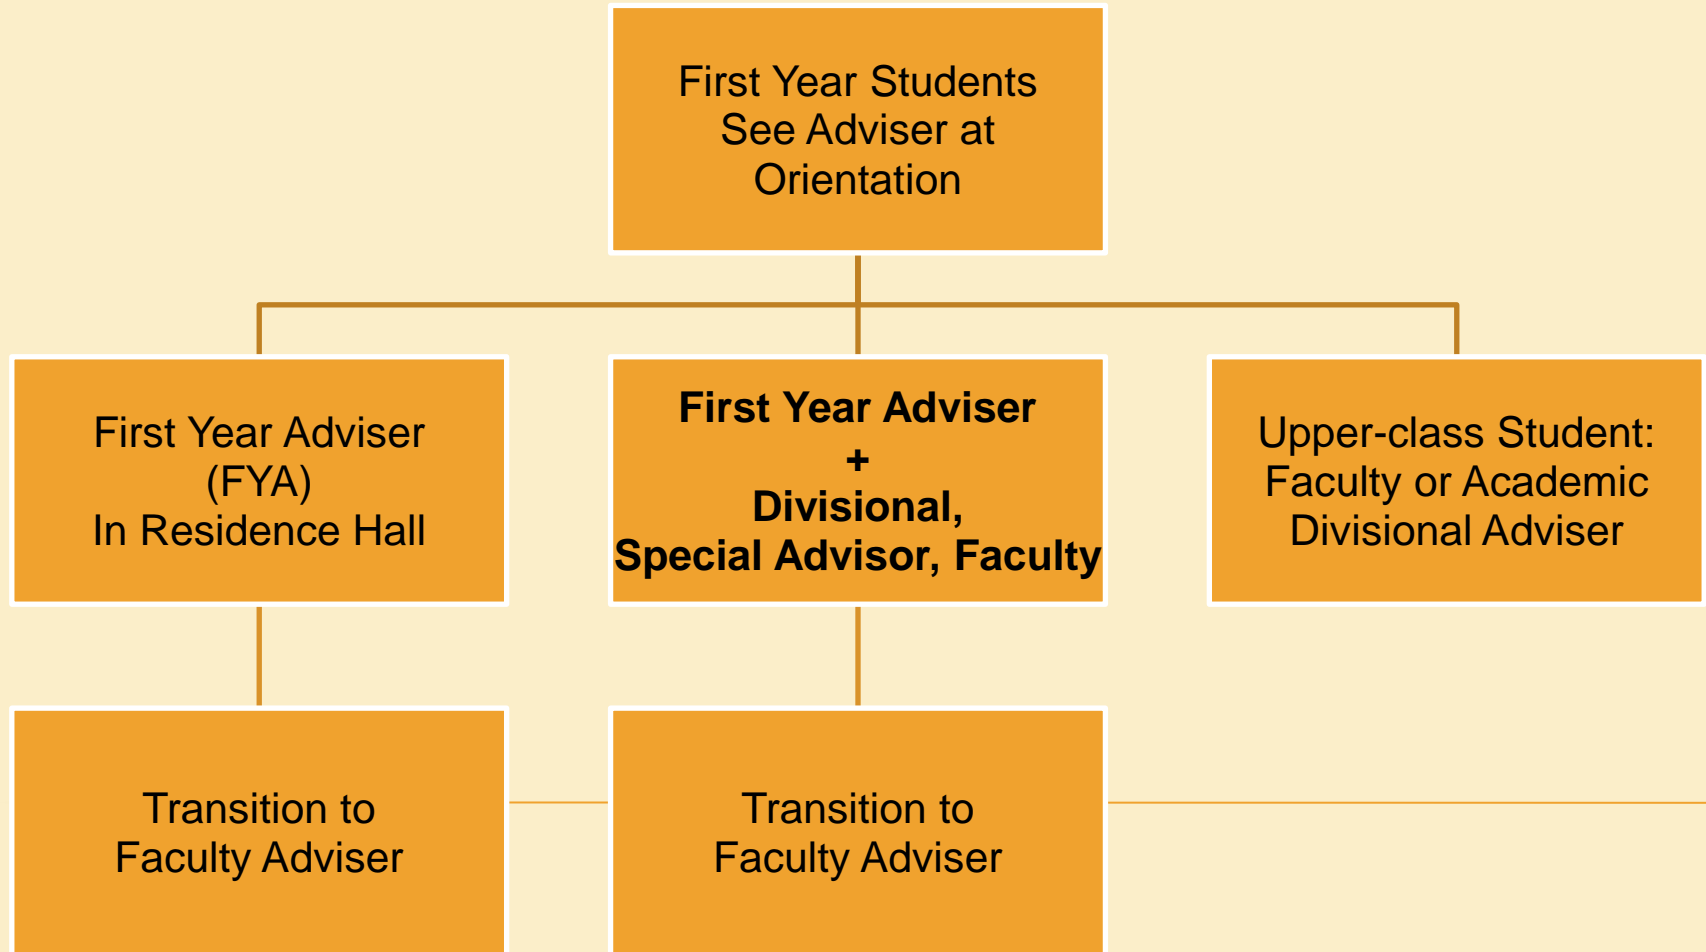 First Year Students
See Adviser at
Orientation
First Year Adviser
(FYA)
In Residence Hall
First Year Adviser
+
Divisional,
Special Advisor, Faculty
Upper-class Student:
Faculty or Academic
Divisional Adviser
Transition to
Faculty Adviser
Transition to
Faculty Adviser